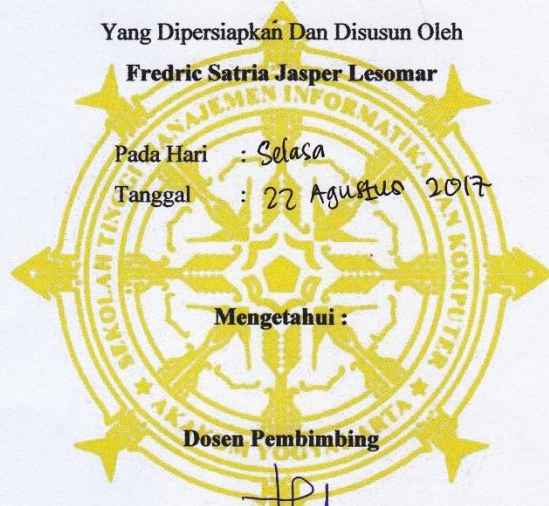 Yang Dipersiapkan Dan Disusun Oleh
Fredric Satria Jasper Lesomar
Pada Hari : Selasa
Tanggal : 22 Agustus 2017
Mengetahui :
Dosen Pembimbing
SEKOLAH TINGGI MANAJEMEN INFORMATIKA DAN KOMPUTER
AKAKOM YOGYAKARTA